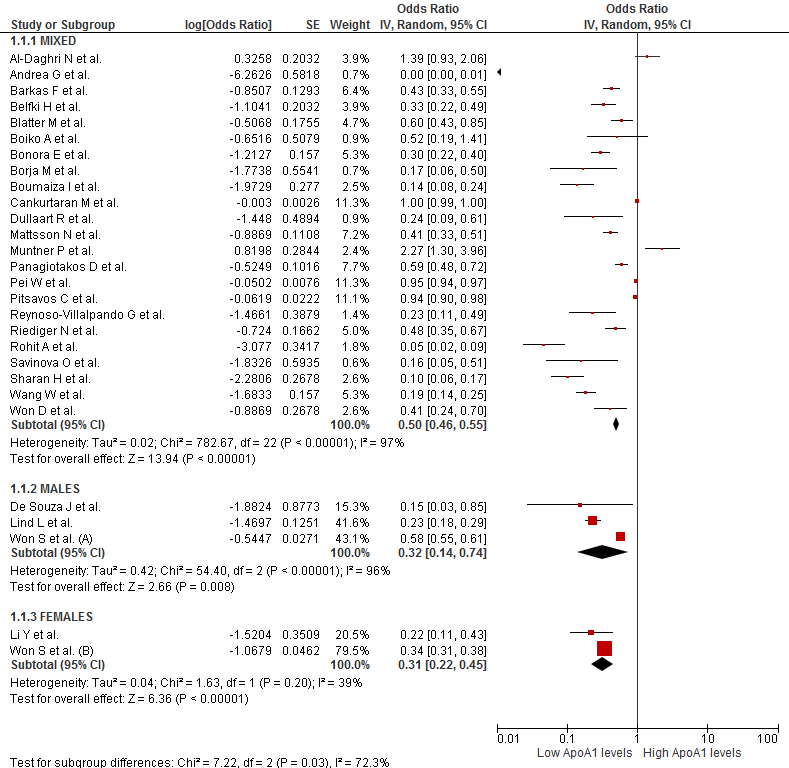 Odds Ratio Odds Ratio
Study or Subgroup log[Odds Ratio] SE Weight IV, Random, 95% CI IV, Random, 95% CI
1.1.1 MIXED
Al-Daghri N et al. 0.3258 0.2032 3.9% 1.39 [0.93, 2.06]
Andrea G et al. -6.2626 0.5818 0.7% 0.00 [0.00, 0.01]
Barkas F et al. -0.8507 0.1293 6.4% 0.43 [0.33, 0.55]
Belfki H et al. -1.1041 0.2032 3.9% 0.33 [0.22, 0.49]
Blatter M et al. -0.5068 0.1755 4.7% 0.60 [0.43, 0.85]
Boiko A et al. -0.6516 0.5079 0.9% 0.52 [0.19, 1.41]
Bonora E et al. -1.2127 0.157 5.3% 0.30 [0.22, 0.40]
Borja M et al. -1.7738 0.5541 0.7% 0.17 [0.06, 0.50]
Boumaiza I et al. -1.9729 0.277 2.5% 0.14 [0.08, 0.24]
Cankurtaran M et al. -0.003 0.0026 11.3% 1.00 [0.99, 1.00]
Dullaart R et al. -1.448 0.4894 0.9% 0.24 [0.09, 0.61]
Mattsson N et al. -0.8869 0.1108 7.2% 0.41 [0.33, 0.51]
Muntner P et al. 0.8198 0.2844 2.4% 2.27 [1.30, 3.96]
Panagiotakos D et al. -0.5249 0.1016 7.7% 0.59 [0.48, 0.72]
Pei W et al. -0.0502 0.0076 11.3% 0.95 [0.94, 0.97]
Pitsavos C et al. -0.0619 0.0222 11.1% 0.94 [0.90, 0.98]
Reynoso-Villalpando G et al. -1.4661 0.3879 1.4% 0.23 [0.11, 0.49]
Riediger N et al. -0.724 0.1662 5.0% 0.48 [0.35, 0.67]
Rohit A et al. -3.077 0.3417 1.8% 0.05 [0.02, 0.09]
Savinova O et al. -1.8326 0.5935 0.6% 0.16 [0.05, 0.51]
Sharan H et al. -2.2806 0.2678 2.6% 0.10 [0.06, 0.17]
Wang W et al. -1.6833 0.157 5.3% 0.19 [0.14, 0.25]
Won D et al. -0.8869 0.2678 2.6% 0.41 [0.24, 0.70]
Subtotal (95% CI) 100.0% 0.50 [0.46, 0.55]
Heterogeneity: Tau² = 0.02; Chi² = 782.67, df = 22 (P < 0.00001); I² = 97%
Test for overall effect: Z = 13.94 (P < 0.00001)
1.1.2 MALES
De Souza J et al. -1.8824 0.8773 15.3% 0.15 [0.03, 0.85]
Lind L et al. -1.4697 0.1251 41.6% 0.23 [0.18, 0.29]
Won S et al. (A) -0.5447 0.0271 43.1% 0.58 [0.55, 0.61]
Subtotal (95% CI) 100.0% 0.32 [0.14, 0.74]
Heterogeneity: Tau² = 0.42; Chi² = 54.40, df = 2 (P < 0.00001); I² = 96%
Test for overall effect: Z = 2.66 (P = 0.008)
1.1.3 FEMALES
Li Y et al. -1.5204 0.3509 20.5% 0.22 [0.11, 0.43]
Won S et al. (B) -1.0679 0.0462 79.5% 0.34 [0.31, 0.38]
Subtotal (95% CI) 100.0% 0.31 [0.22, 0.45]
Heterogeneity: Tau² = 0.04; Chi² = 1.63, df = 1 (P = 0.20); I² = 39%
Test for overall effect: Z = 6.36 (P < 0.00001)
0.01 0.1 1 10 100
Low ApoA1 levels High ApoA1 levels
Test for subgroup differences: Chi² = 7.22, df = 2 (P = 0.03), I² = 72.3%